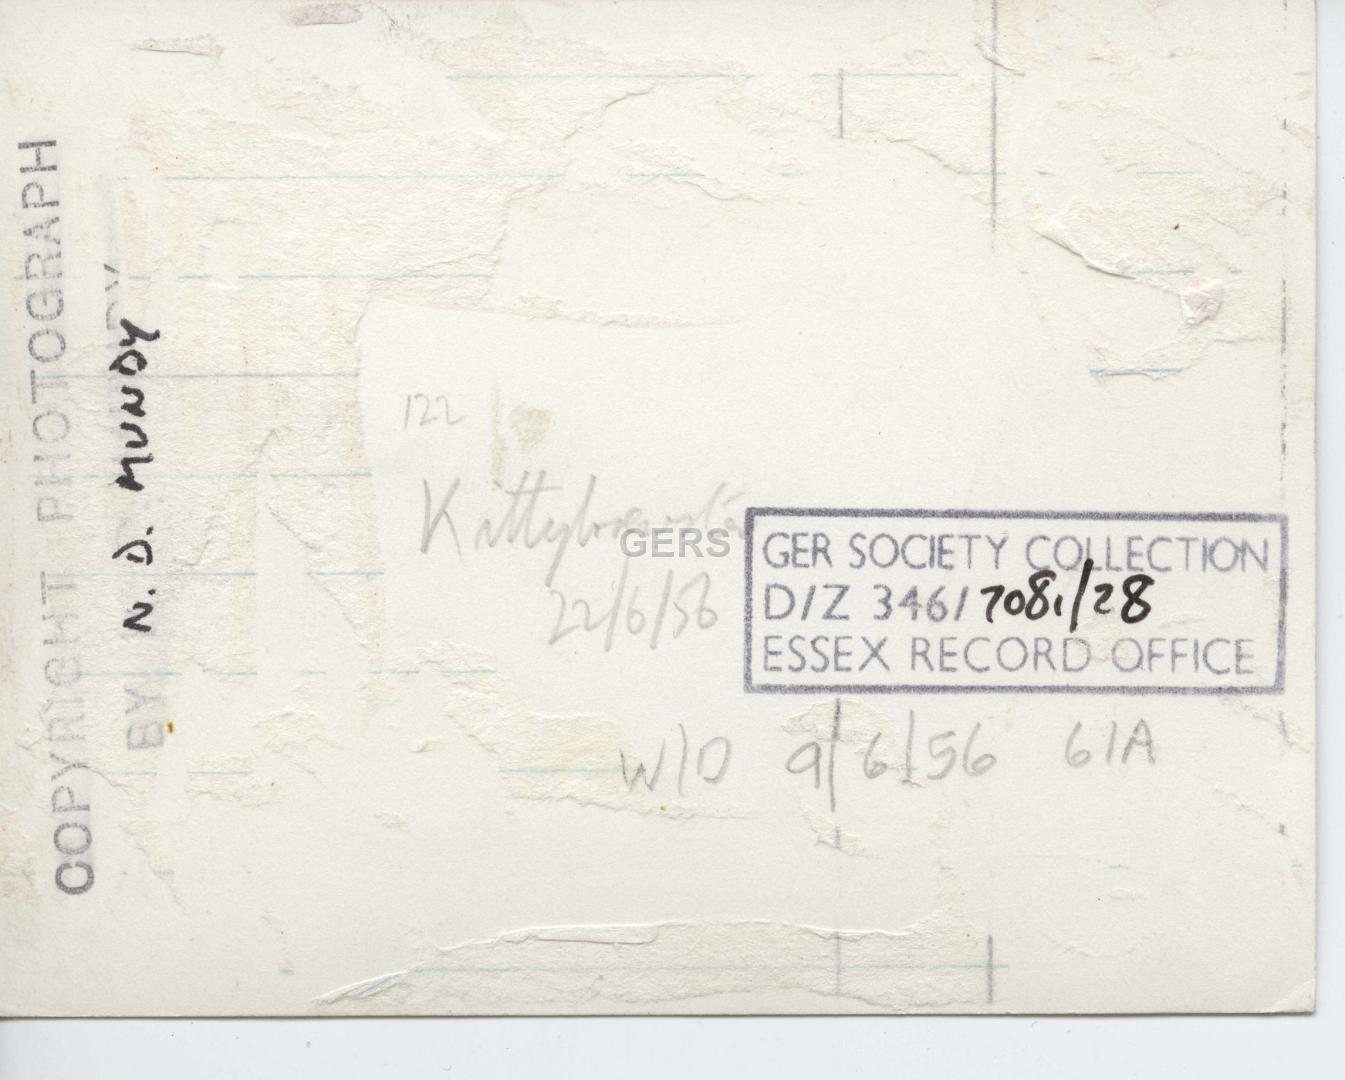 COPYRIGHT PHOTOGRAPH
BY N. D. MUNDY
122
Kittybrewster
22/6/56
GERS
GER SOCIETY COLLECTION
D/Z 346/7081/28
ESSEX RECORD OFFICE
W/D 9/6/56 61A